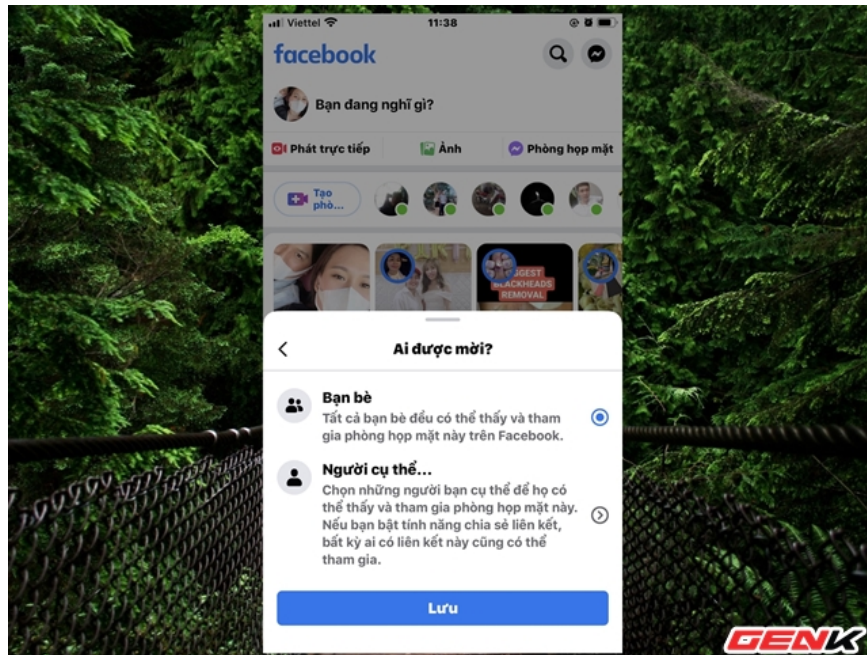 Viettel
11:38
facebook
Bạn đang nghĩ gì?
Phát trực tiếp
Ảnh
Phòng họp mặt
Tạo
phò...
BLACKHEADS
REMOVAL
Ai được mời?
Bạn bè
Tất cả bạn bè đều có thể thấy và tham
gia phòng họp mặt này trên Facebook.
Người cụ thể...
Chọn những người bạn cụ thể để họ có
thể thấy và tham gia phòng họp mặt này.
Nếu bạn bật tính năng chia sẻ liên kết,
bất kỳ ai có liên kết này cũng có thể
tham gia.
Lưu
GENK